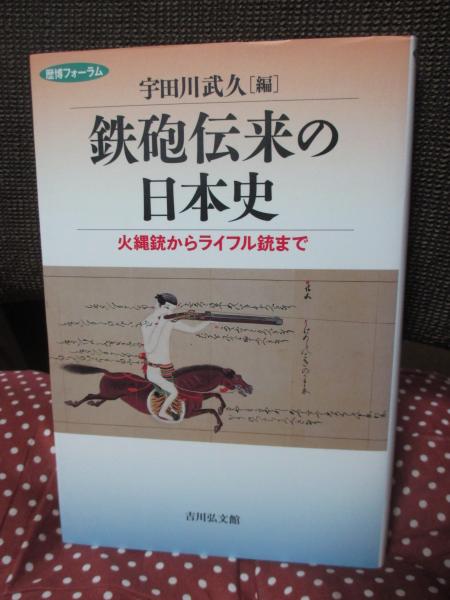 歴博フォーラム
宇田川武久[編]
鉄砲伝来の
日本史
火縄銃からライフル銃まで
吉川弘文館